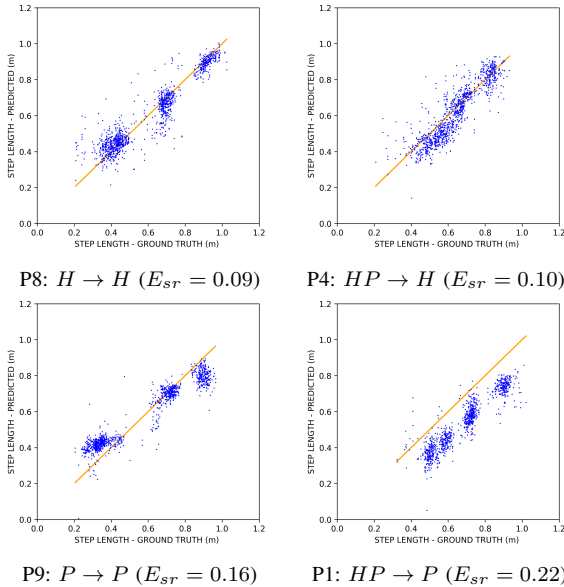 1.2 1.2
1.0 1.0
0.8 0.8
0.6 0.6
0.4 0.4
0.2 0.2
0.0 0.0
STEP LENGTH - PREDICTED (m) STEP LENGTH - PREDICTED (m)
0.0 0.2 0.4 0.6 0.8 1.0 1.2 0.0 0.2 0.4 0.6 0.8 1.0 1.2
STEP LENGTH - GROUND TRUTH (m) STEP LENGTH - GROUND TRUTH (m)
P8: H → H (E_sr = 0.09) P4: HP → H (E_sr = 0.10)
1.2 1.2
1.0 1.0
0.8 0.8
0.6 0.6
0.4 0.4
0.2 0.2
0.0 0.0
STEP LENGTH - PREDICTED (m) STEP LENGTH - PREDICTED (m)
0.0 0.2 0.4 0.6 0.8 1.0 1.2 0.0 0.2 0.4 0.6 0.8 1.0 1.2
STEP LENGTH - GROUND TRUTH (m) STEP LENGTH - GROUND TRUTH (m)
P9: P → P (E_sr = 0.16) P1: HP → P (E_sr = 0.22)